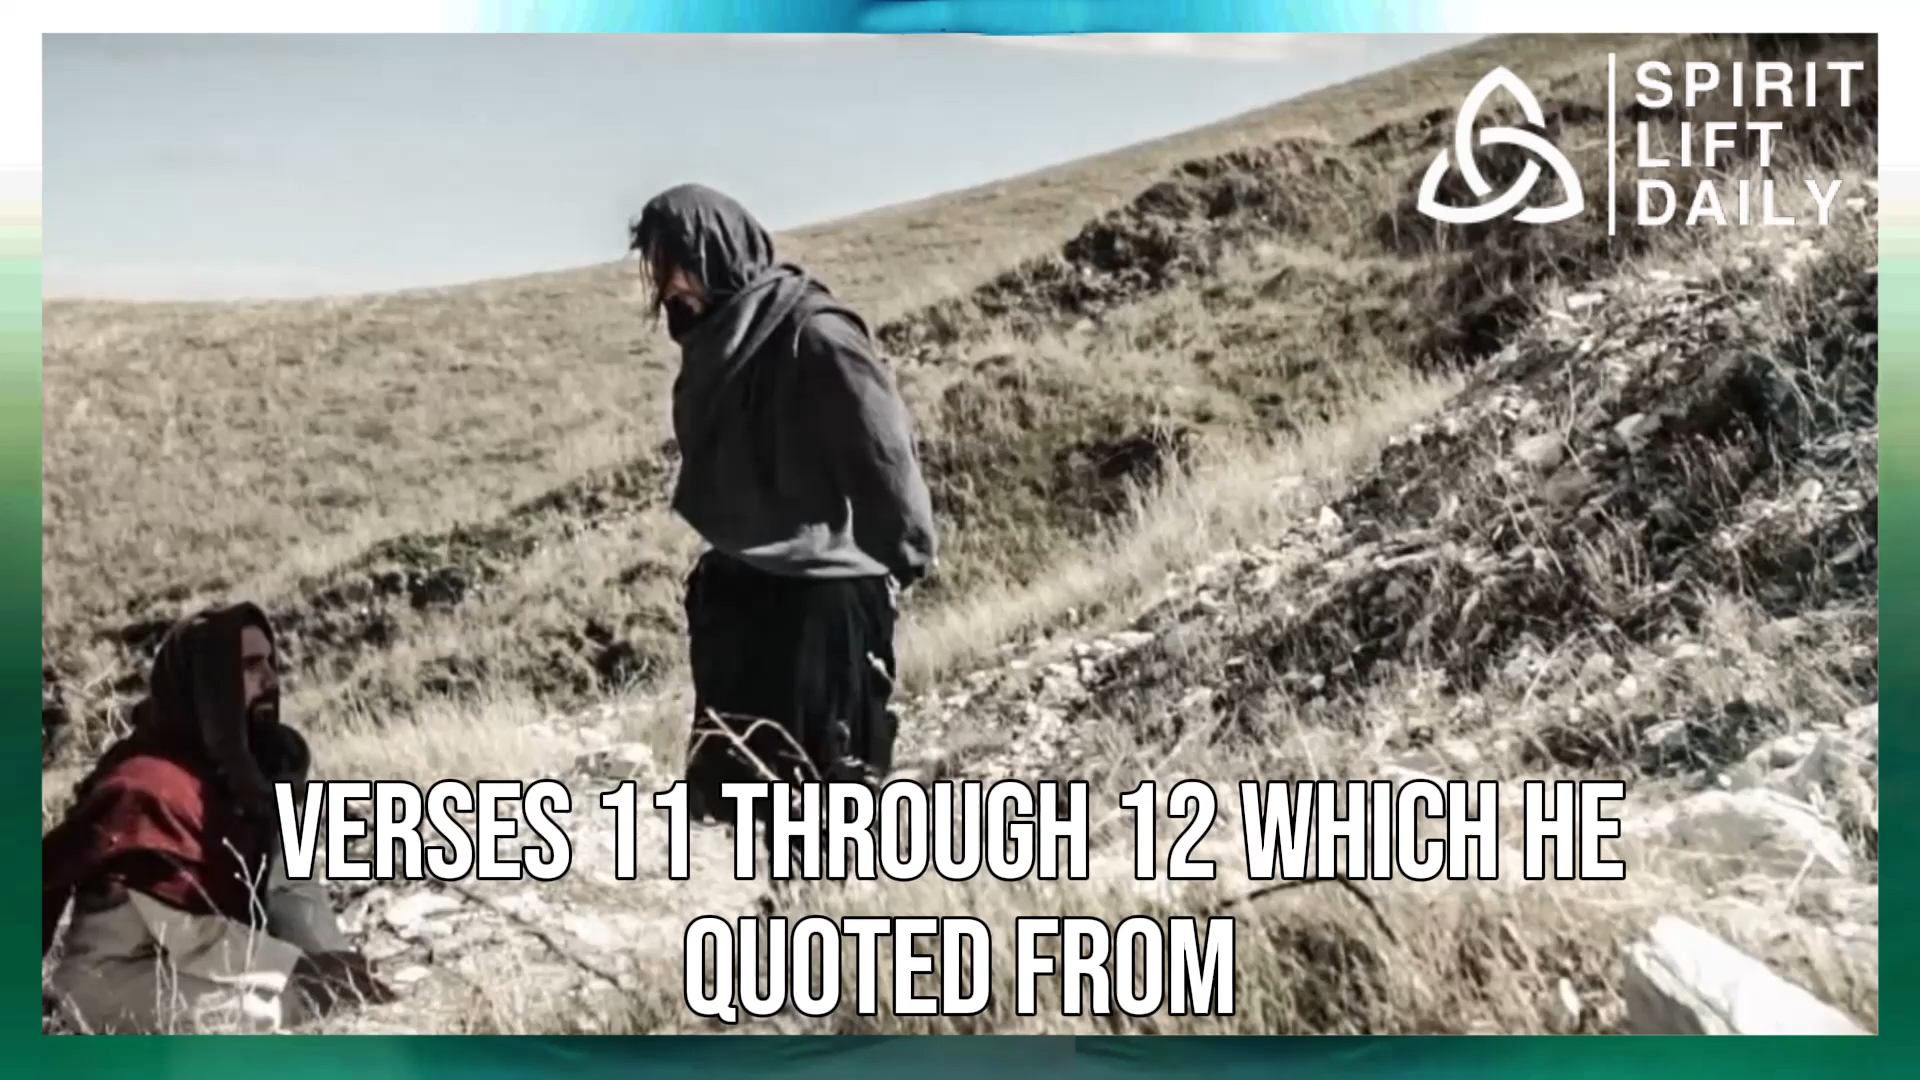 SPIRIT
LIFT
DAILY
VERSES 11 THROUGH 12 WHICH HE
QUOTED FROM